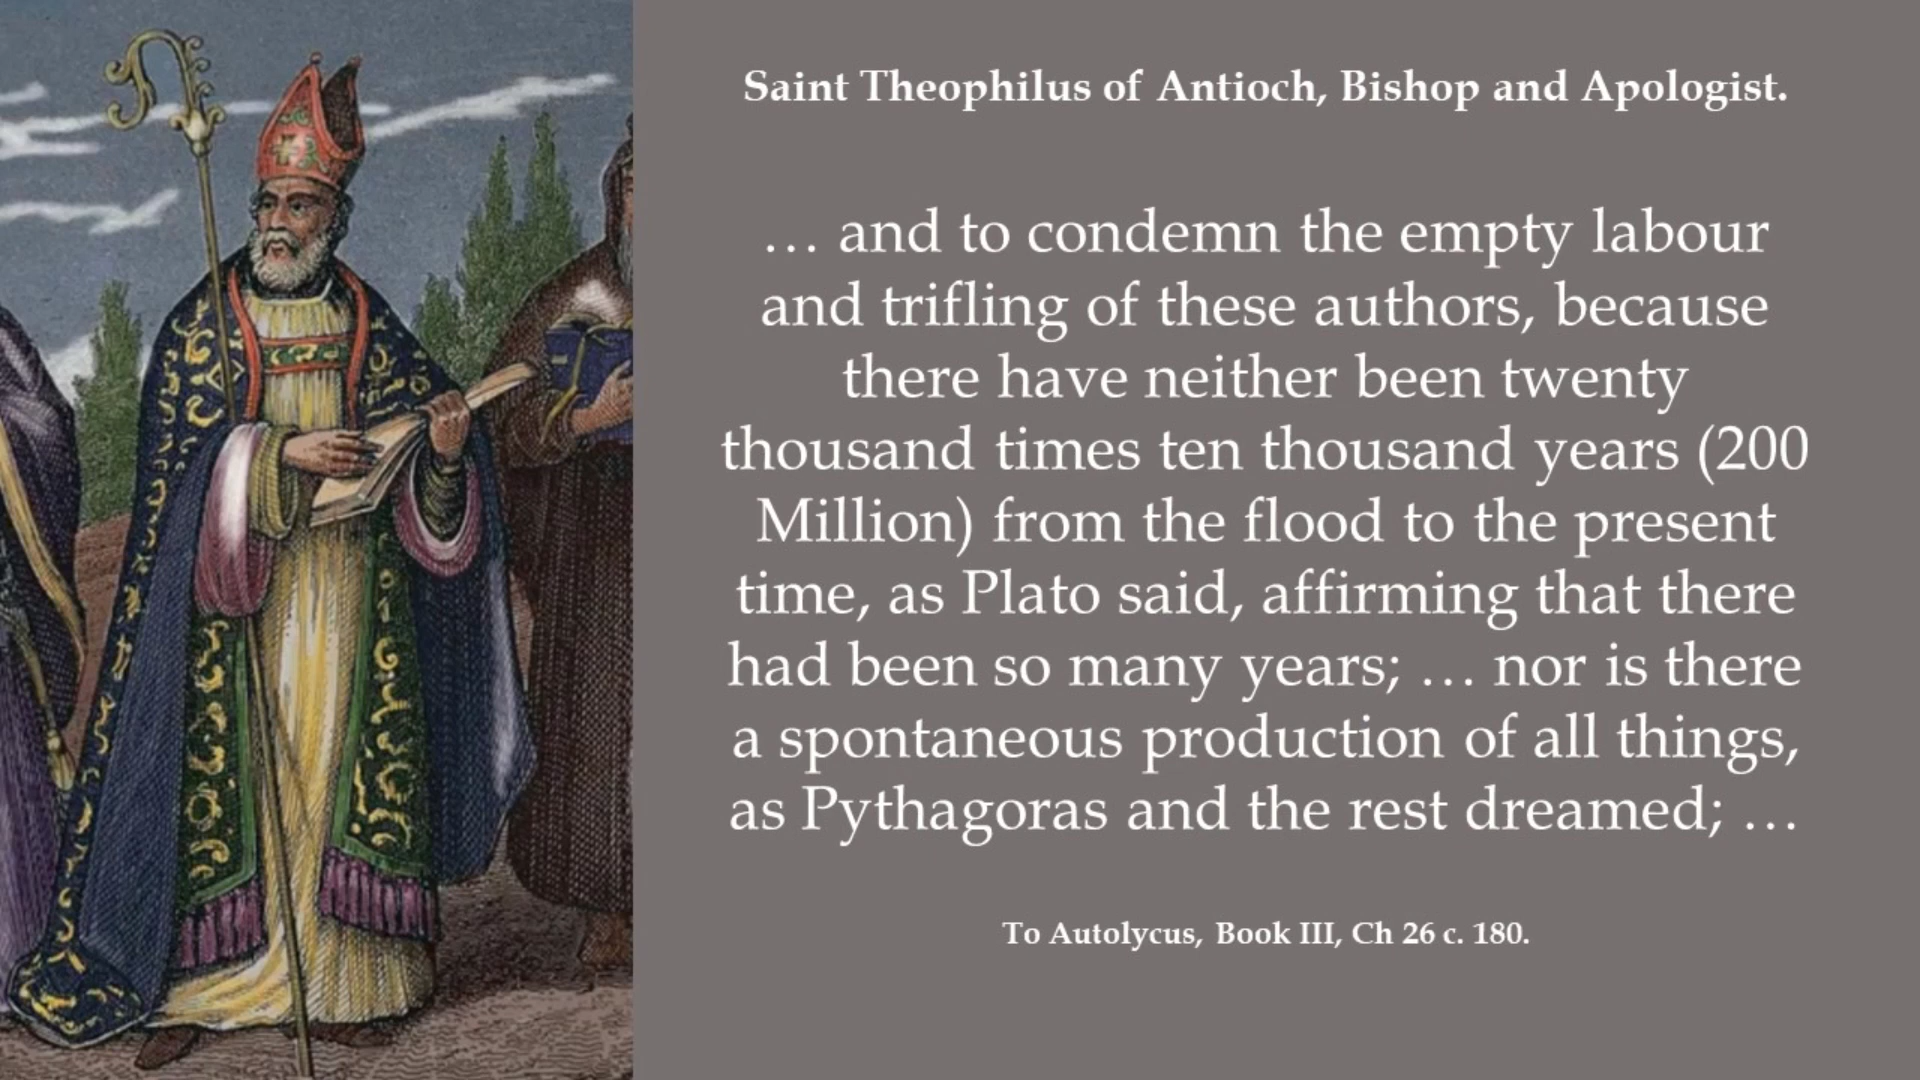 Saint Theophilus of Antioch, Bishop and Apologist.
… and to condemn the empty labour
and trifling of these authors, because
there have neither been twenty
thousand times ten thousand years (200
Million) from the flood to the present
time, as Plato said, affirming that there
had been so many years; … nor is there
a spontaneous production of all things,
as Pythagoras and the rest dreamed; …
To Autolycus, Book III, Ch 26 c. 180.